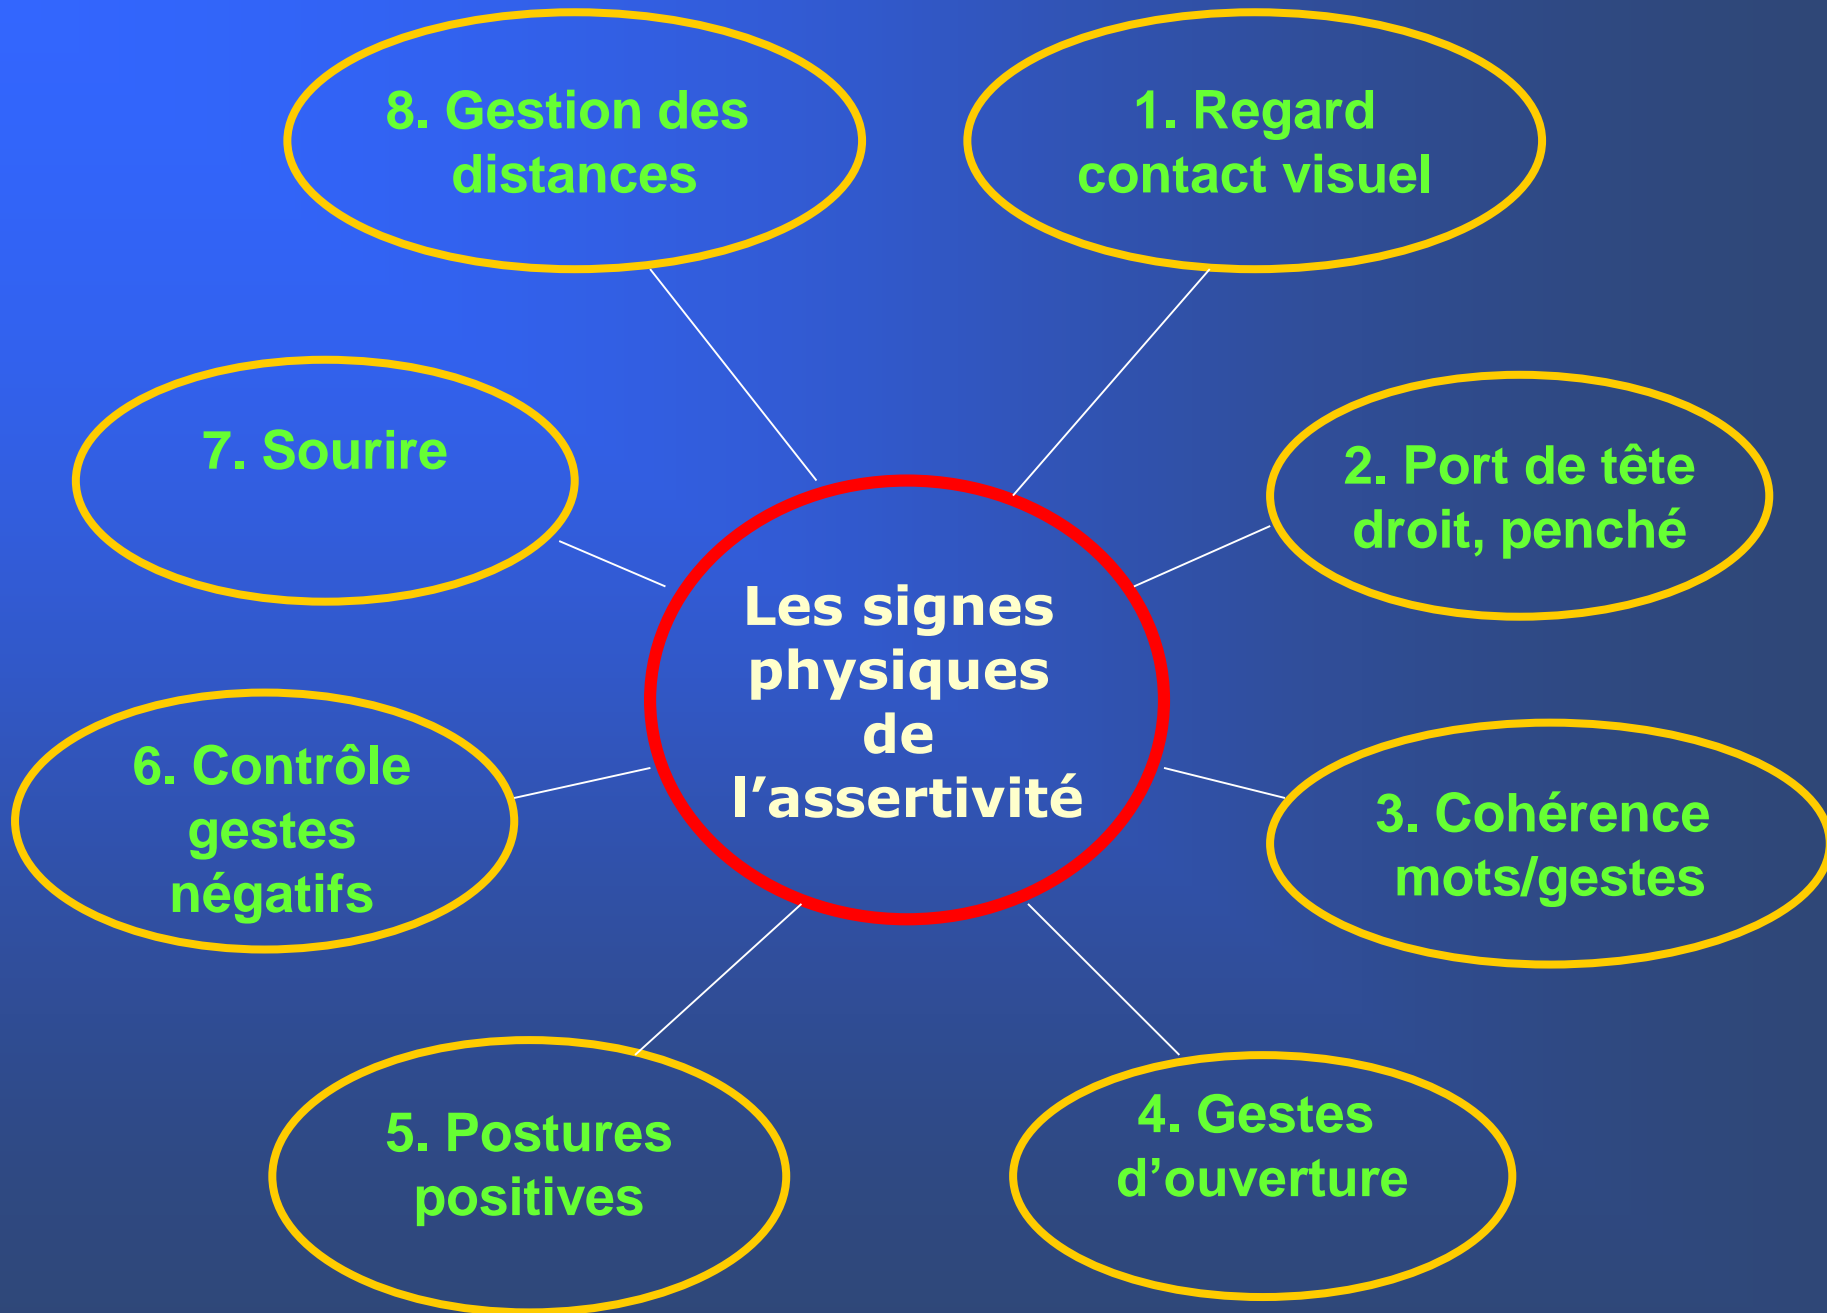 Les signes
physiques
de
l’assertivité
1. Regard
contact visuel
2. Port de tête
droit, penché
3. Cohérence
mots/gestes
4. Gestes
d’ouverture
5. Postures
positives
6. Contrôle
gestes
négatifs
7. Sourire
8. Gestion des
distances